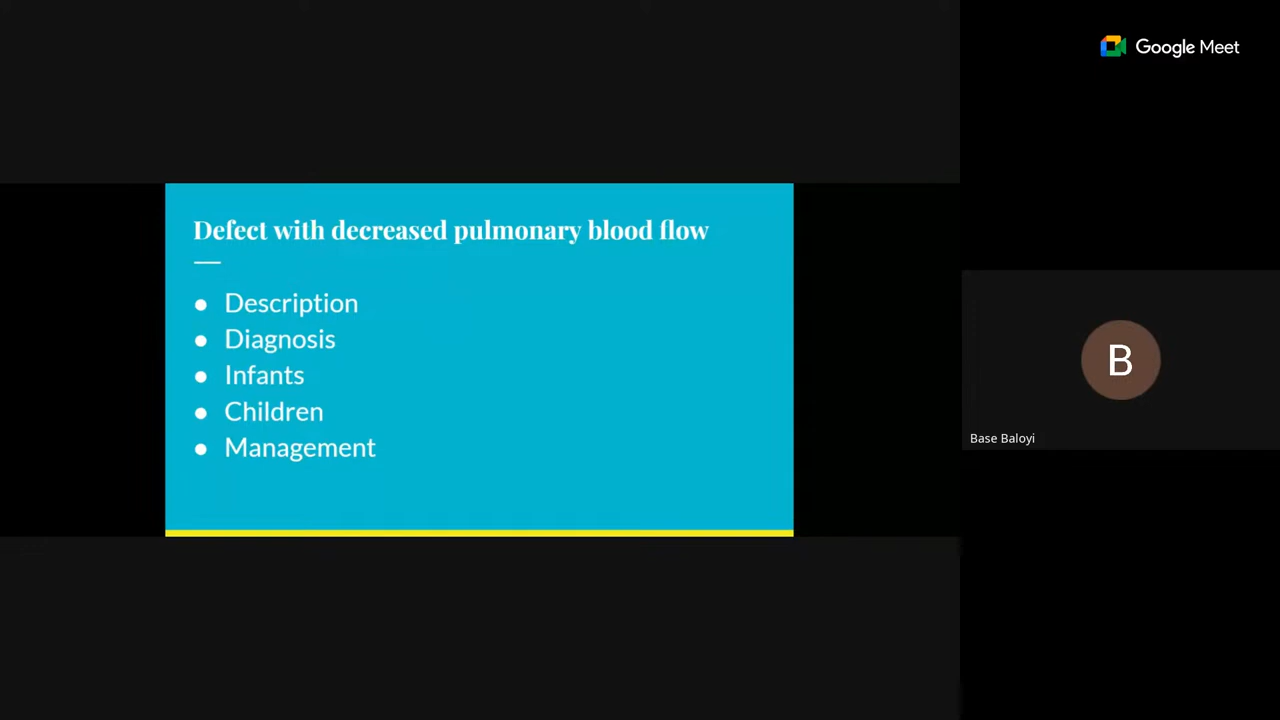 Google Meet
Defect with decreased pulmonary blood flow
● Description
● Diagnosis
● Infants
● Children
● Management
B
Base Baloyi